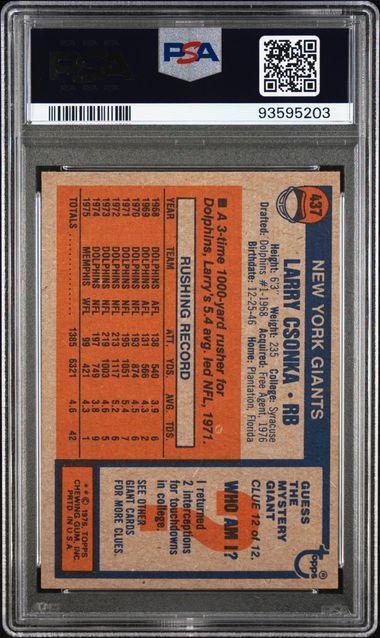 PSA
PSA
93595203
437
NEW YORK GIANTS
LARRY CSONKA • RB
Height: 6'3" Weight: 235 College: Syracuse
Drafted: Dolphins #1-1968 Acquired: Free Agent, 1976
Birthdate: 12-25-46 Home: Plantation, Florida
■ A 3-time 1000-yard rusher for
Dolphins, Larry's 5.4 avg. led NFL, 1971.
RUSHING RECORD
YEAR TEAM ATT. YDS. AVG. TDS.
1968 DOLPHINS AFL 138 540 3.9 6
1969 DOLPHINS AFL 131 566 4.3 2
1970 DOLPHINS NFL 193 874 4.5 6
1971 DOLPHINS NFL 195 1051 5.4 7
1972 DOLPHINS NFL 213 1117 5.2 6
1973 DOLPHINS NFL 219 1003 4.6 5
1974 DOLPHINS NFL 197 749 3.8 9
1975 MEMPHIS WFL 99 421 4.3 1
TOTALS 1385 6321 4.6 42
Topps ®
GUESS
THE
MYSTERY
GIANT
CLUE 12 of 12.
WHO AM I?
I returned
2 interceptions
for touchdowns
in college.
SEE OTHER
GIANT CARDS
FOR MORE CLUES.
** © 1976 TOPPS
CHEWING GUM, INC.
PRTD. IN U.S.A.